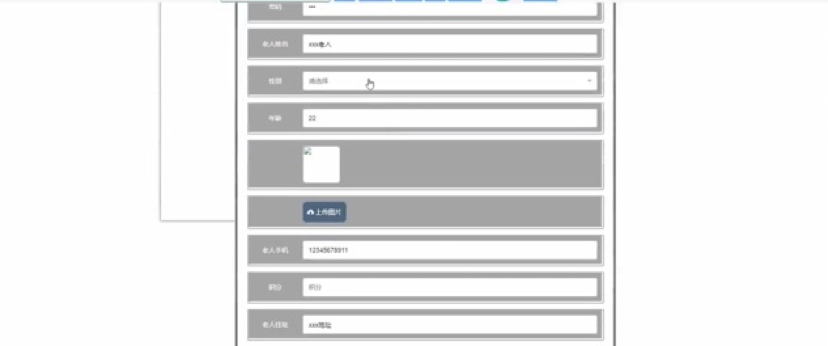 密码
老人姓名 xxx老人
性别 请选择
年龄 22
上传图片
老人手机 12345678911
积分 积分
老人住址 xxx地址